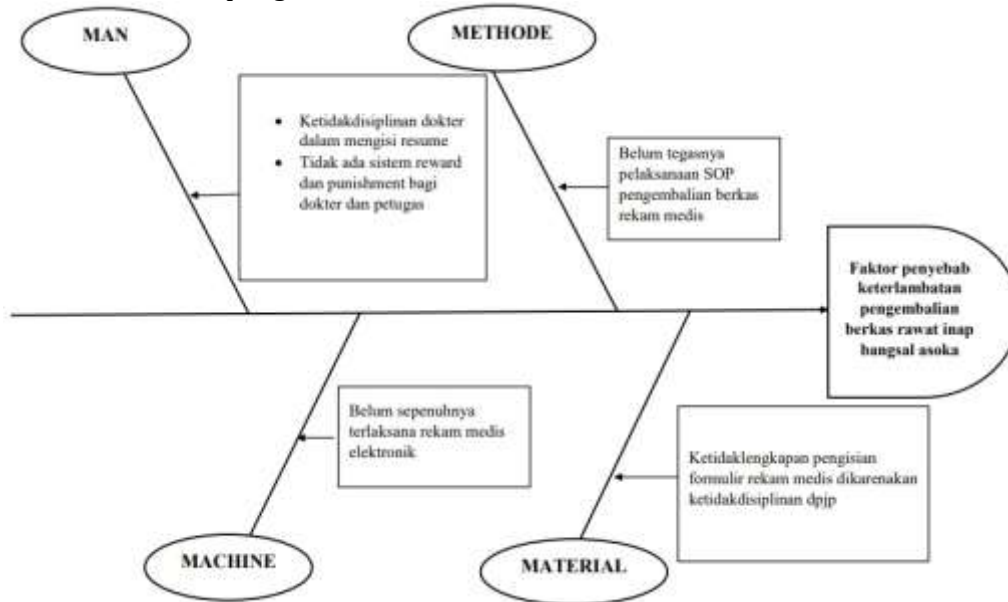 MAN
METHODE
• Ketidakdisiplinan dokter
dalam mengisi resume
• Tidak ada sistem reward
dan punishment bagi
dokter dan petugas
Belum tegasnya
pelaksanaan SOP
pengembalian berkas
rekam medis
Faktor penyebab
keterlambatan
pengembalian
berkas rawat inap
bangsal asoka
Belum sepenuhnya
terlaksana rekam medis
elektronik
Ketidaklengkapan pengisian
formulir rekam medis dikarenakan
ketidakdisiplinan dpjp
MACHINE
MATERIAL